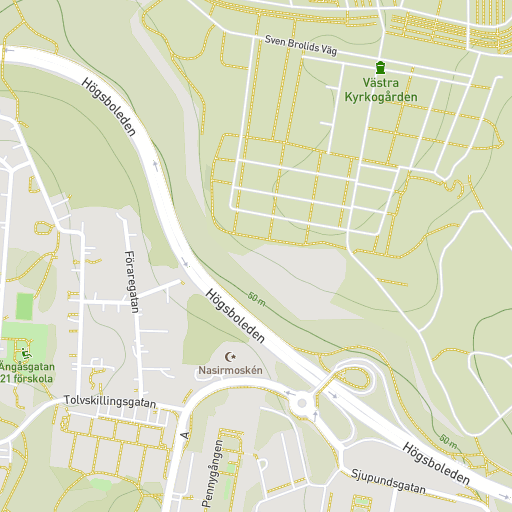 Sven Brolids Väg
Västra
Kyrkogården
Högsboleden
Föraregatan
50 m
Högsboleden
Ängåsgatan
21 förskola
Nasirmoskén
Tolvskillingsgatan
A
Pennygången
50 m
Högsboleden
Sjupundsgatan